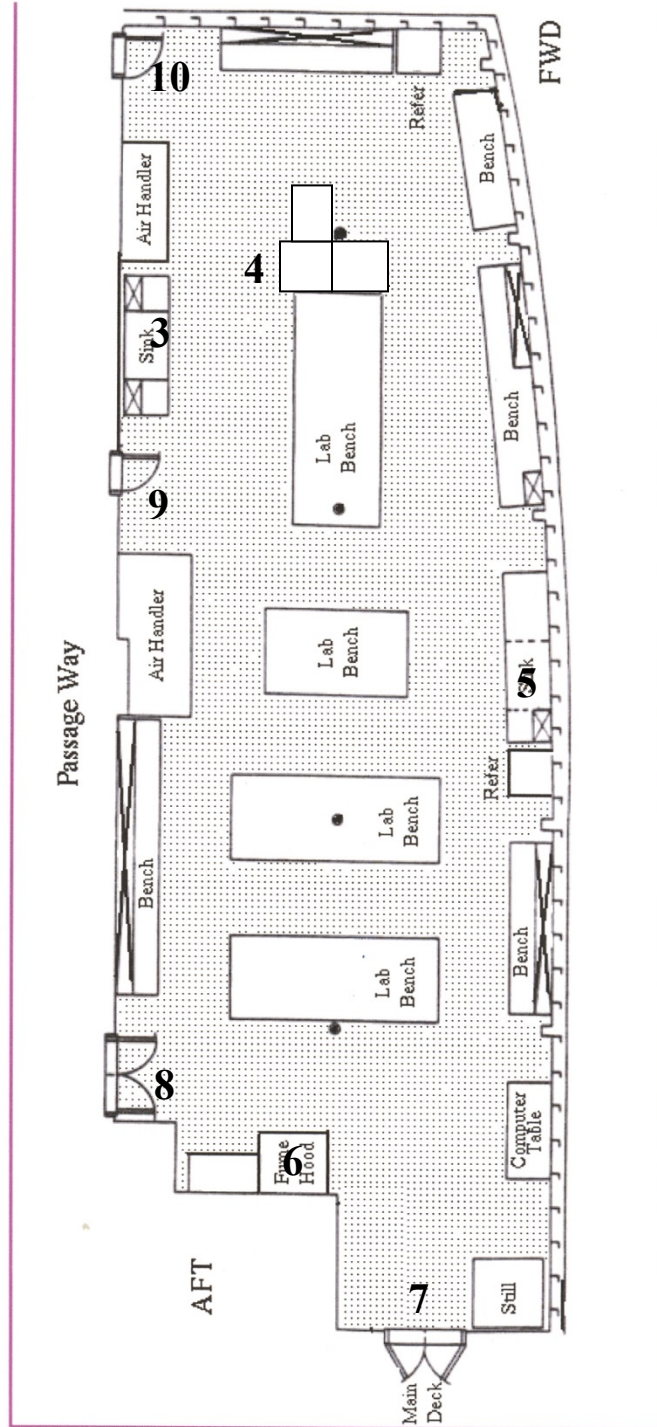 FWD
10
Refer
Bench
Air Handler
4
3
Sink
Lab
Bench
Bench
9
Passage Way
Air Handler
Lab
Bench
5
Refer
Lab
Bench
Bench
Lab
Bench
Bench
8
Computer
Table
6
Fume
Hood
AFT
7
Still
Main
Deck